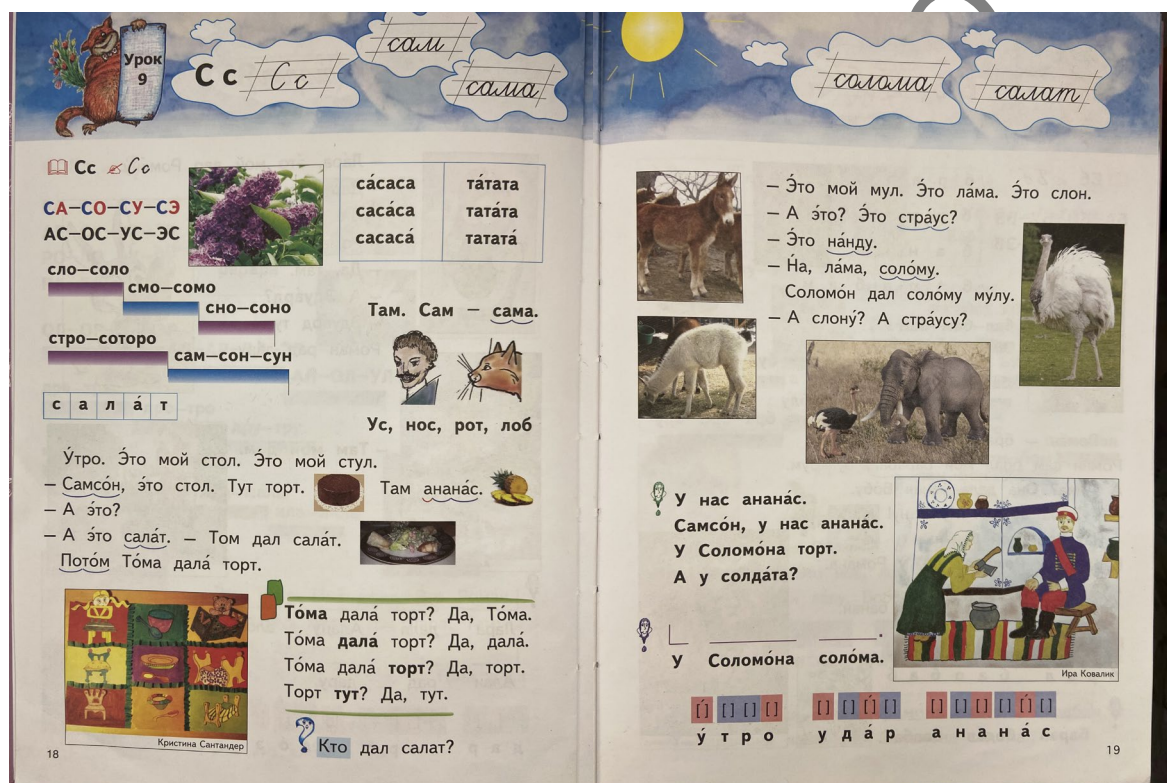 Урок
9
С с С с
сам
сама
Сс Сс
СА—СО—СУ—СЭ
АС—ОС—УС—ЭС
са́саса та́тата
саса́са тата́та
сасаса́ татата́
сло—соло
смо—сомо
сно—соно
стро—соторо
сам—сон—сун
с а л а́ т
Там. Сам — сама.
Ус, нос, рот, лоб
У́тро. Э́то мой стол. Э́то мой стул.
— Самсо́н, э́то стол. Тут торт. Там анана́с.
— А э́то?
— А э́то сала́т. — Том дал сала́т.
Пото́м То́ма дала́ торт.
Кристина Сантандер
То́ма дала́ торт? Да, То́ма.
То́ма дала́ торт? Да, дала́.
То́ма дала́ торт? Да, торт.
Торт тут? Да, тут.
Кто дал салат?
18
солома
салат
— Э́то мой мул. Э́то ла́ма. Э́то слон.
— А э́то? Э́то стра́ус?
— Э́то на́нду.
— На, ла́ма, соло́му.
Соломо́н дал соло́му му́лу.
— А слону́? А стра́усу?
У нас анана́с.
Самсо́н, у нас анана́с.
У Соломо́на торт.
А у солда́та?
У Соломо́на соло́ма.
Ира Ковалик
[ ́] [ ] [ ] [ ] [ ] [ ] [ ́] [ ] [ ] [ ] [ ] [ ] [ ́] [ ]
у́ т р о у д а́ р а н а н а́ с
19